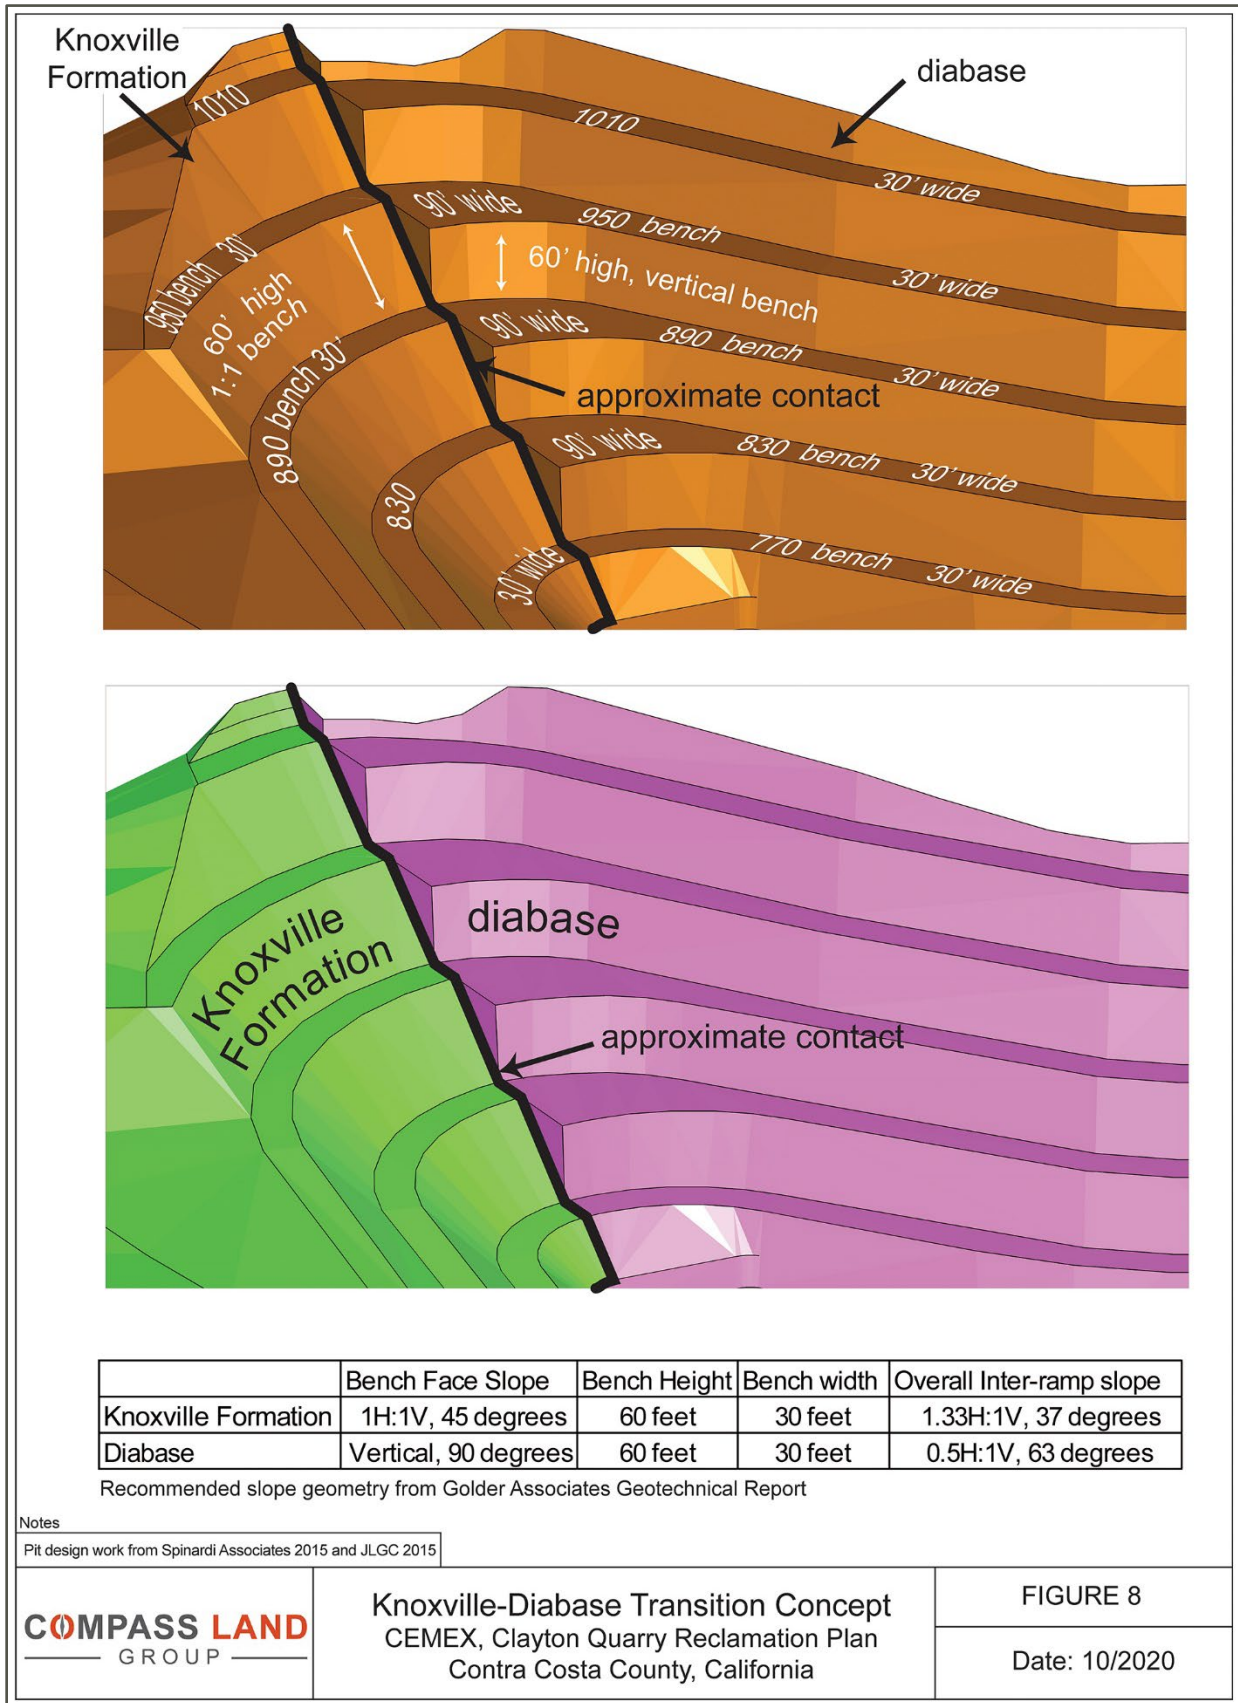 Knoxville
Formation
diabase
1010
1010
30' wide
90' wide
950 bench
30' wide
950 bench 30'
60' high
1:1 bench
60' high, vertical bench
90' wide
890 bench
30' wide
890 bench 30'
approximate contact
90' wide
830 bench
30' wide
830
770 bench
30' wide
30' wide
Knoxville
Formation
diabase
approximate contact
Bench Face Slope Bench Height Bench width Overall Inter-ramp slope
Knoxville Formation 1H:1V, 45 degrees 60 feet 30 feet 1.33H:1V, 37 degrees
Diabase Vertical, 90 degrees 60 feet 30 feet 0.5H:1V, 63 degrees
Recommended slope geometry from Golder Associates Geotechnical Report
Notes
Pit design work from Spinardi Associates 2015 and JLGC 2015
COMPASS LAND
GROUP
Knoxville-Diabase Transition Concept
CEMEX, Clayton Quarry Reclamation Plan
Contra Costa County, California
FIGURE 8
Date: 10/2020